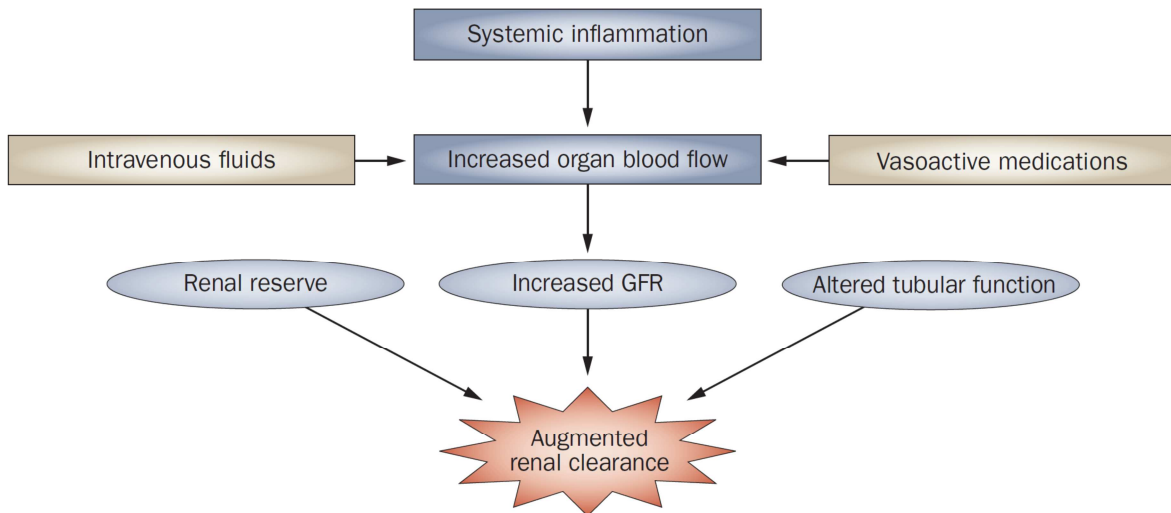 Systemic inflammation
Intravenous fluids
Increased organ blood flow
Vasoactive medications
Renal reserve
Increased GFR
Altered tubular function
Augmented
renal clearance